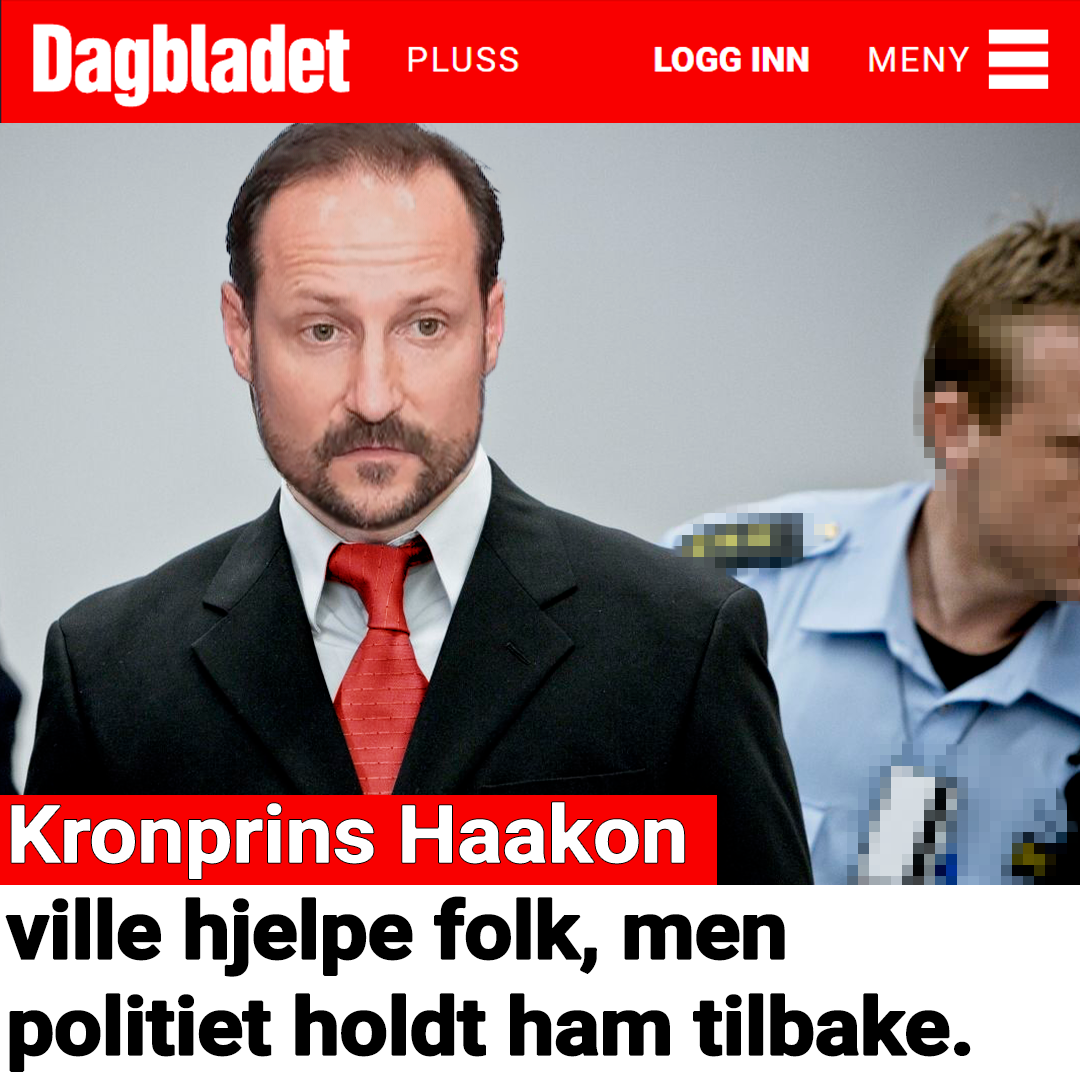 Dagbladet PLUSS LOGG INN MENY
Kronprins Haakon
ville hjelpe folk, men
politiet holdt ham tilbake.